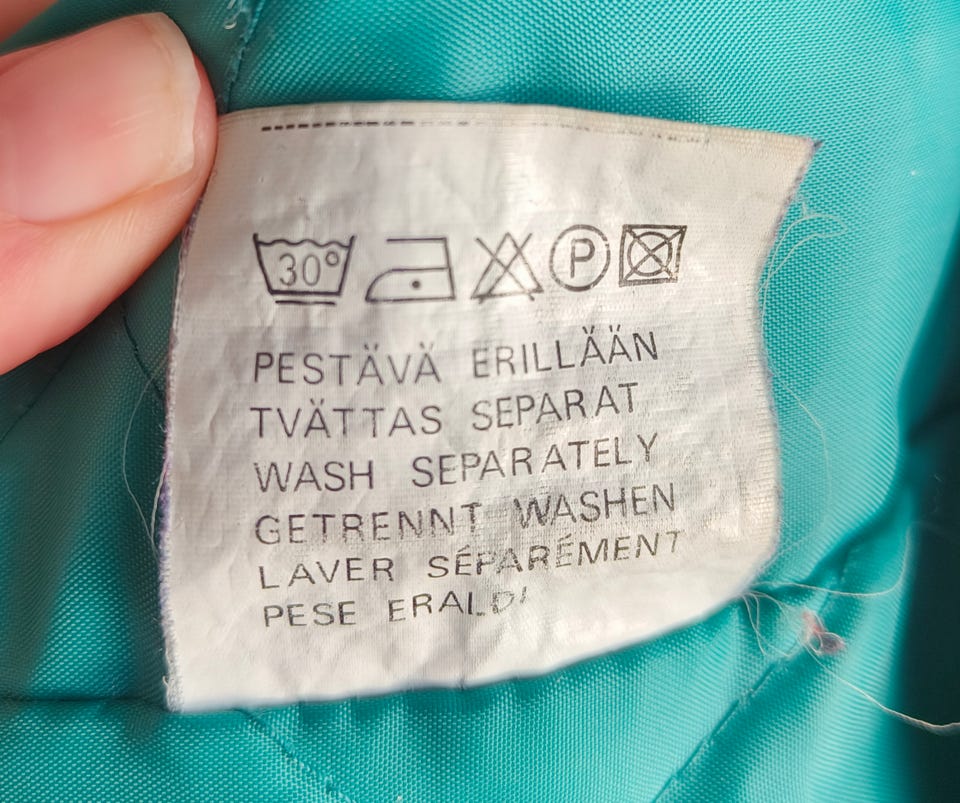 30°
P
PESTÄVÄ ERILLÄÄN
TVÄTTAS SEPARAT
WASH SEPARATELY
GETRENNT WASHEN
LAVER SÉPARÉMENT
PESE ERALDI